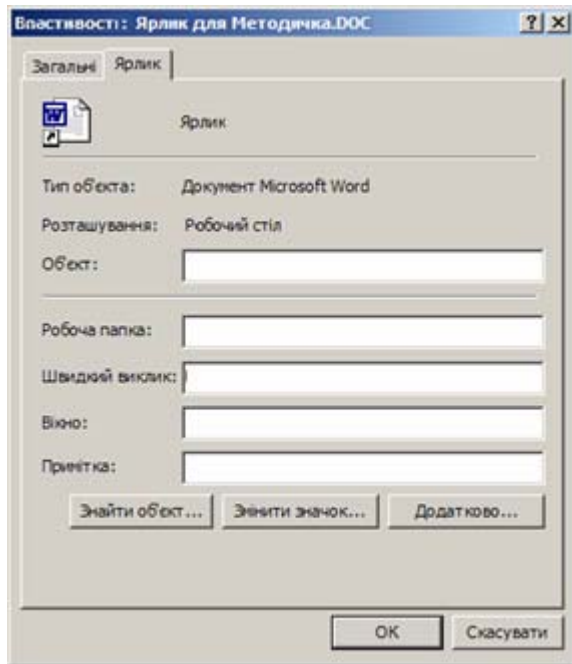 Властивості: Ярлик для Методичка.DOC
Загальні Ярлик
Ярлик
Тип об'єкта: Документ Microsoft Word
Розташування: Робочий стіл
Об'єкт:
Робоча папка:
Швидкий виклик:
Вікно:
Примітка:
Знайти об'єкт... Змінити значок... Додатково...
ОК Скасувати